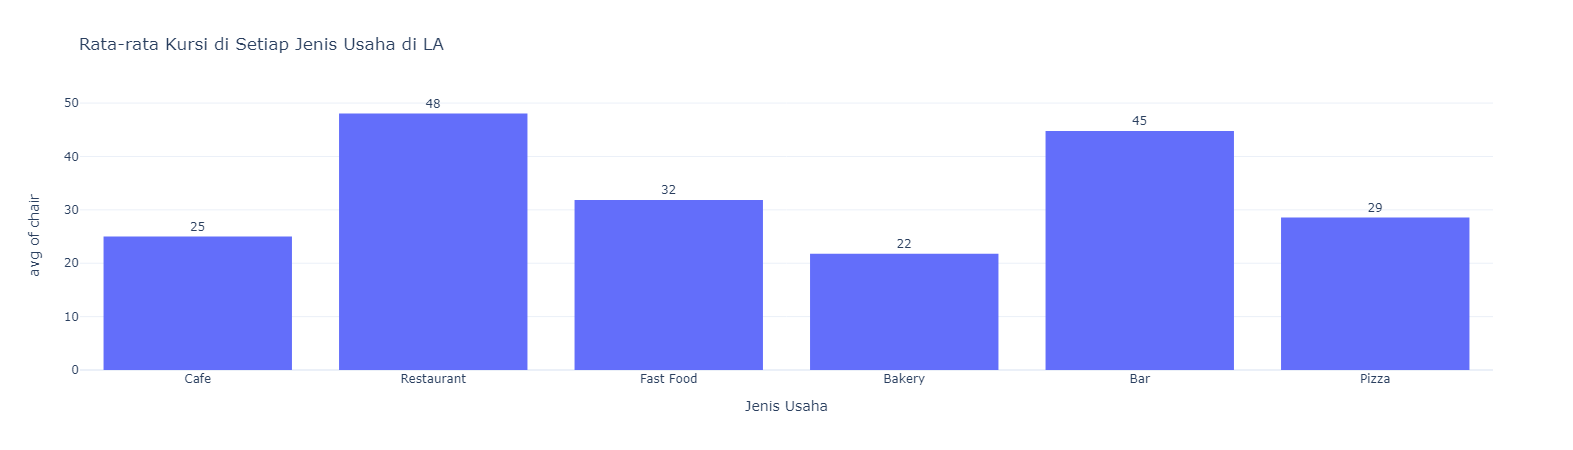 Rata-rata Kursi di Setiap Jenis Usaha di LA
avg of chair
50
40
30
20
10
0
25
48
32
22
45
29
Cafe
Restaurant
Fast Food
Bakery
Bar
Pizza
Jenis Usaha